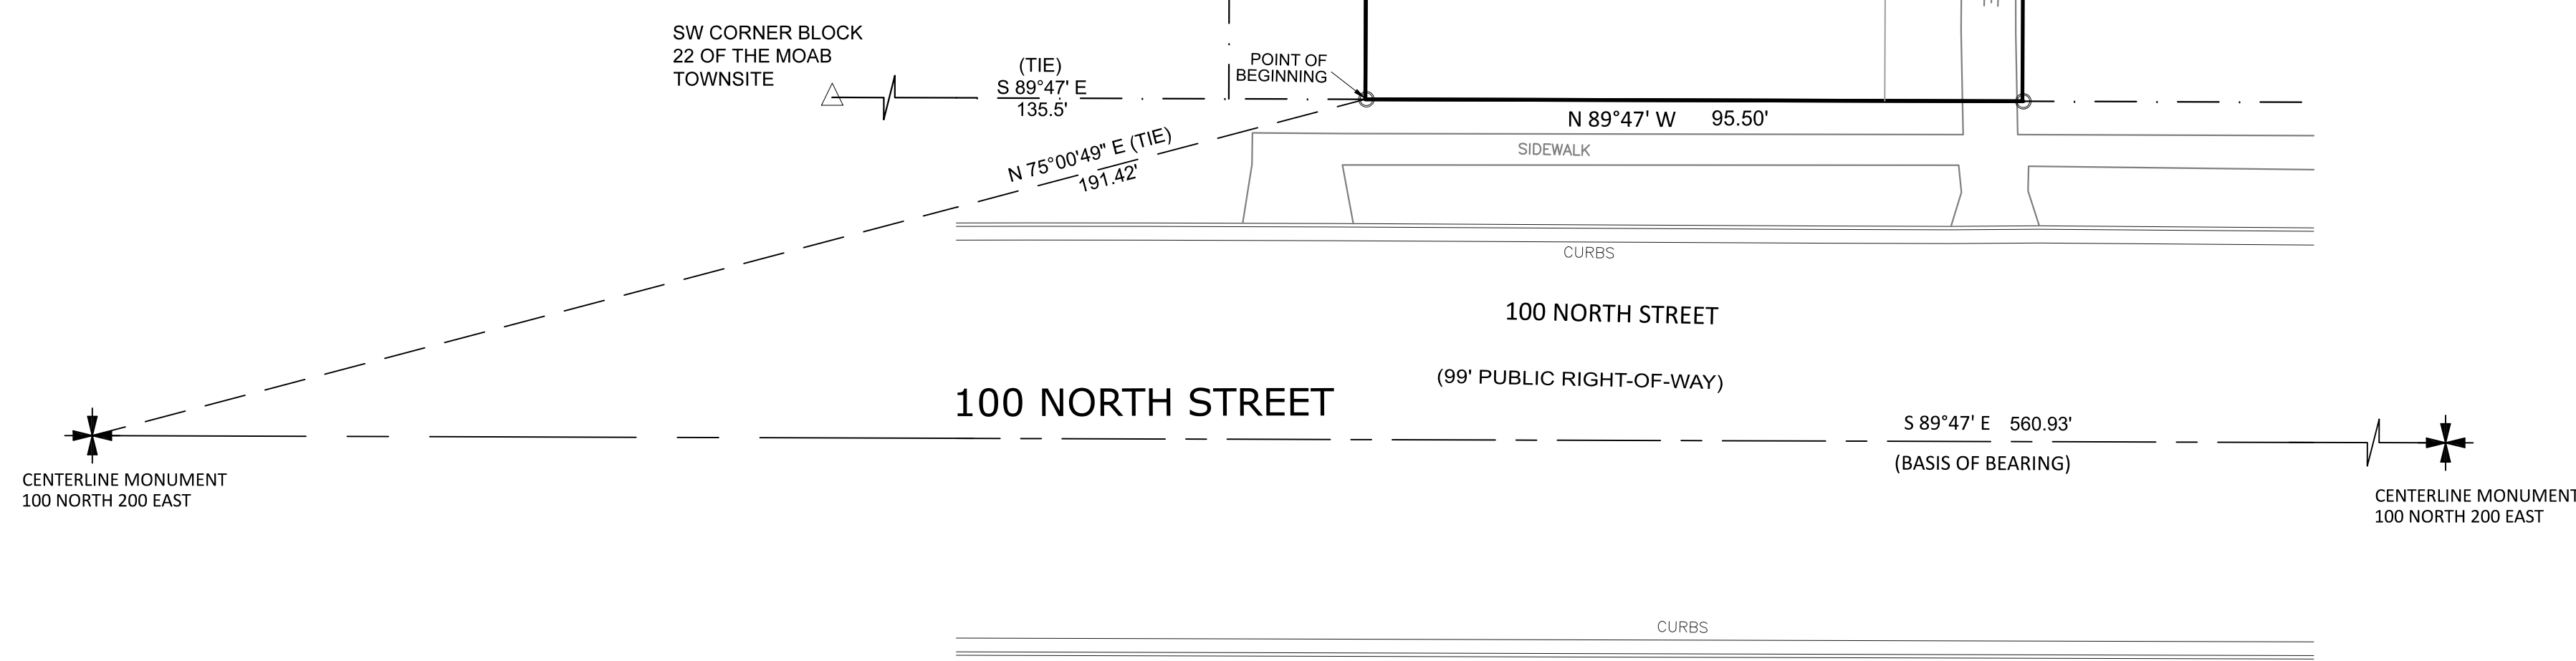 SW CORNER BLOCK
22 OF THE MOAB
TOWNSITE
(TIE)
S 89°47' E
135.5'
POINT OF
BEGINNING
N 89°47' W 95.50'
N 75°00'49" E (TIE)
191.42'
SIDEWALK
CURBS
100 NORTH STREET
(99' PUBLIC RIGHT-OF-WAY)
100 NORTH STREET
S 89°47' E 560.93'
(BASIS OF BEARING)
CENTERLINE MONUMENT
100 NORTH 200 EAST
CENTERLINE MONUMENT
100 NORTH 200 EAST
CURBS